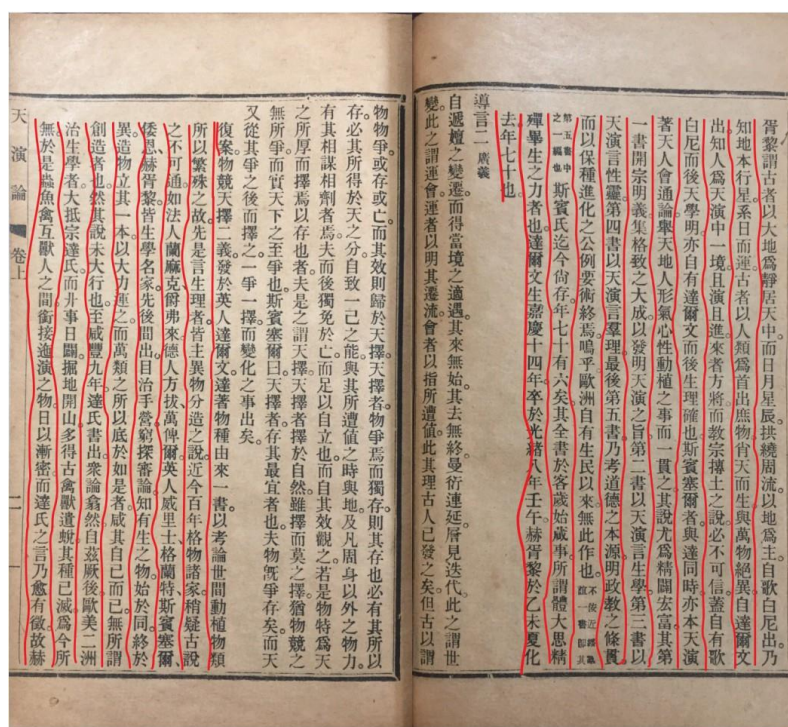 胥黎謂古者以大地爲靜居天中而日月星辰拱繞周流以地爲主自歌白尼出乃
知地本行星系日而運古者以人類爲首出庶物肖天而生與萬物絕異自達爾文
出知人爲天演中一境且演且進來者方將而教宗摶土之說必不可信蓋自有歌
白尼而後天學明亦自有達爾文而後生理確也斯賓塞爾者與達同時亦本天演
著天人會通論舉天地人形氣心性動植之事而一貫之其說尤爲精闢宏富其第
一書開宗明義集格致之大成以發明天演之旨第二書以天演言生學第三書以
天演言性靈第四書以天演言羣理最後第五書乃考道德之本源明政教之條貫
而以保種進化之公例要術終焉嗚乎歐洲自有生民以來無此作也不佞近繙羣誼一書即其
第五書中之一編也斯賓氏迄今尚存年七十有六矣其全書於客歲始蕆事所謂體大思精
殫畢生之力者也達爾文生嘉慶十四年卒於光緒八年壬午赫胥黎於乙未夏化
去年七十也
導言二 廣義
自遞嬗之變遷而得當境之適遇其來無始其去無終曼衍連延層見迭代此之謂世
變此之謂運會運者以明其遷流會者以指所遭值此其理古人已發之矣但古以謂
物物爭或存或亡而其效則歸於天擇天擇者物爭焉而獨存則其存也必有其所以
存必其所得於天之分自致一己之能與其所遭值之時與地及凡周身以外之物力
有其相謀相劑者焉夫而後獨免於亡而足以自立也而自其效觀之若是物特爲天
之所厚而擇焉以存也者夫是之謂天擇天擇者擇於自然雖擇而莫之擇猶物競之
無所爭而實天下之至爭也斯賓塞爾曰天擇者存其最宜者也夫物既爭存矣而天
又從其爭之後而擇之一爭一擇而變化之事出矣
復案物競天擇二義發於英人達爾文達著物種由來一書以考論世間動植物類
所以繁殊之故先是言生理者皆主異物分造之說近今百年格物諸家稍疑古說
之不可通如法人蘭麻克爵弗來德人方拔萬俾爾英人威里士格蘭特斯賓塞爾
倭恩赫胥黎皆生學名家先後間出目治手營窮探審論知有生之物始於同終於
異造物立其一本以大力運之而萬類之所以底於如是者咸其自己而已無所謂
創造者也然其說未大行也至咸豐九年達氏書出衆論翕然自茲厥後歐美二洲
治生學者大抵宗達氏而升事日闢掘地開山多得古禽獸遺蛻其種已滅爲今所
無於是蟲魚禽互獸人之間銜接迤演之物日以漸密而達氏之言乃愈有徵故赫
天演論 卷上
二